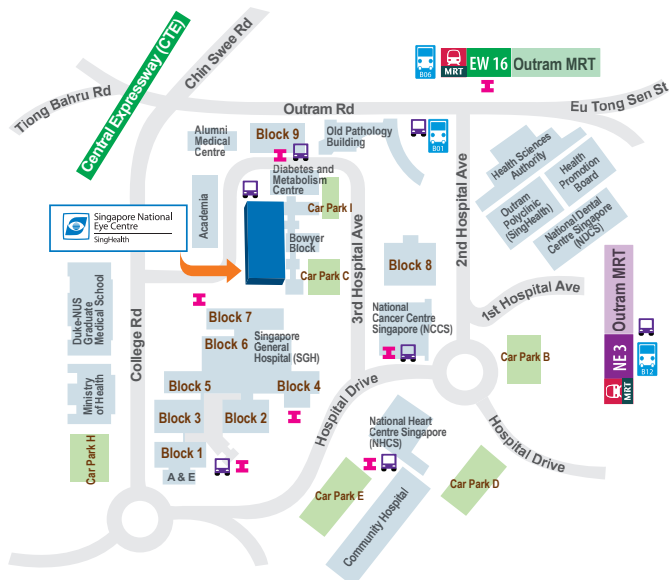 Central Expressway (CTE)
Chin Swee Rd
B06
MRT
EW 16
Outram MRT
Tiong Bahru Rd
Outram Rd
Eu Tong Sen St
Alumni
Medical
Centre
Block 9
Old Pathology
Building
B01
2nd Hospital Ave
Health Sciences
Authority
Health
Promotion
Board
Outram
Polyclinic
(SingHealth)
National Dental
Centre Singapore
(NDCS)
Diabetes and
Metabolism
Centre
Academia
Car Park I
Singapore National
Eye Centre
SingHealth
Bowyer
Block
Car Park C
3rd Hospital Ave
Block 8
1st Hospital Ave
Outram MRT
NE 3
B12
MRT
Duke-NUS
Graduate
Medical School
College Rd
Block 7
Block 6
Singapore
General
Hospital (SGH)
National
Cancer Centre
Singapore (NCCS)
Car Park B
Ministry
of Health
Block 5
Block 4
Block 3
Block 2
Hospital Drive
Car Park H
Block 1
A & E
National Heart
Centre Singapore
(NHCS)
Hospital Drive
Car Park E
Community Hospital
Car Park D